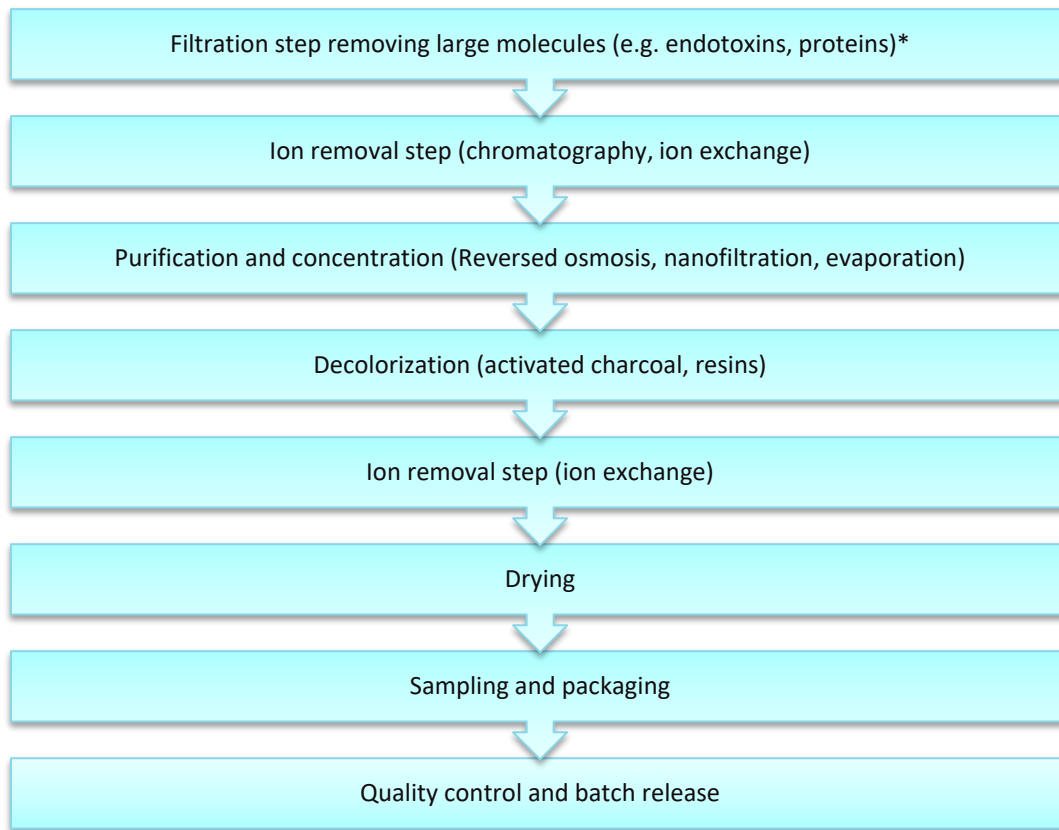 Filtration step removing large molecules (e.g. endotoxins, proteins)*
Ion removal step (chromatography, ion exchange)
Purification and concentration (Reversed osmosis, nanofiltration, evaporation)
Decolorization (activated charcoal, resins)
Ion removal step (ion exchange)
Drying
Sampling and packaging
Quality control and batch release